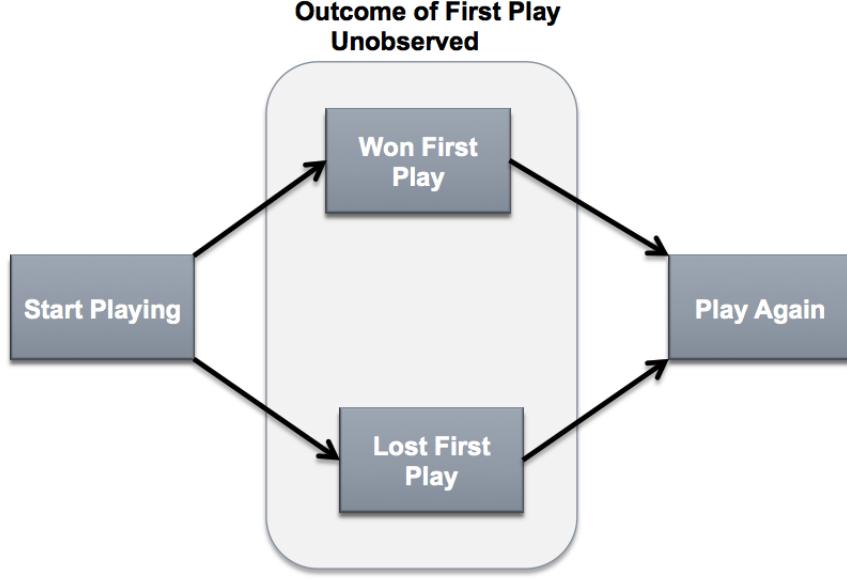 Outcome of First Play
Unobserved
Won First
Play
Start Playing
Play Again
Lost First
Play